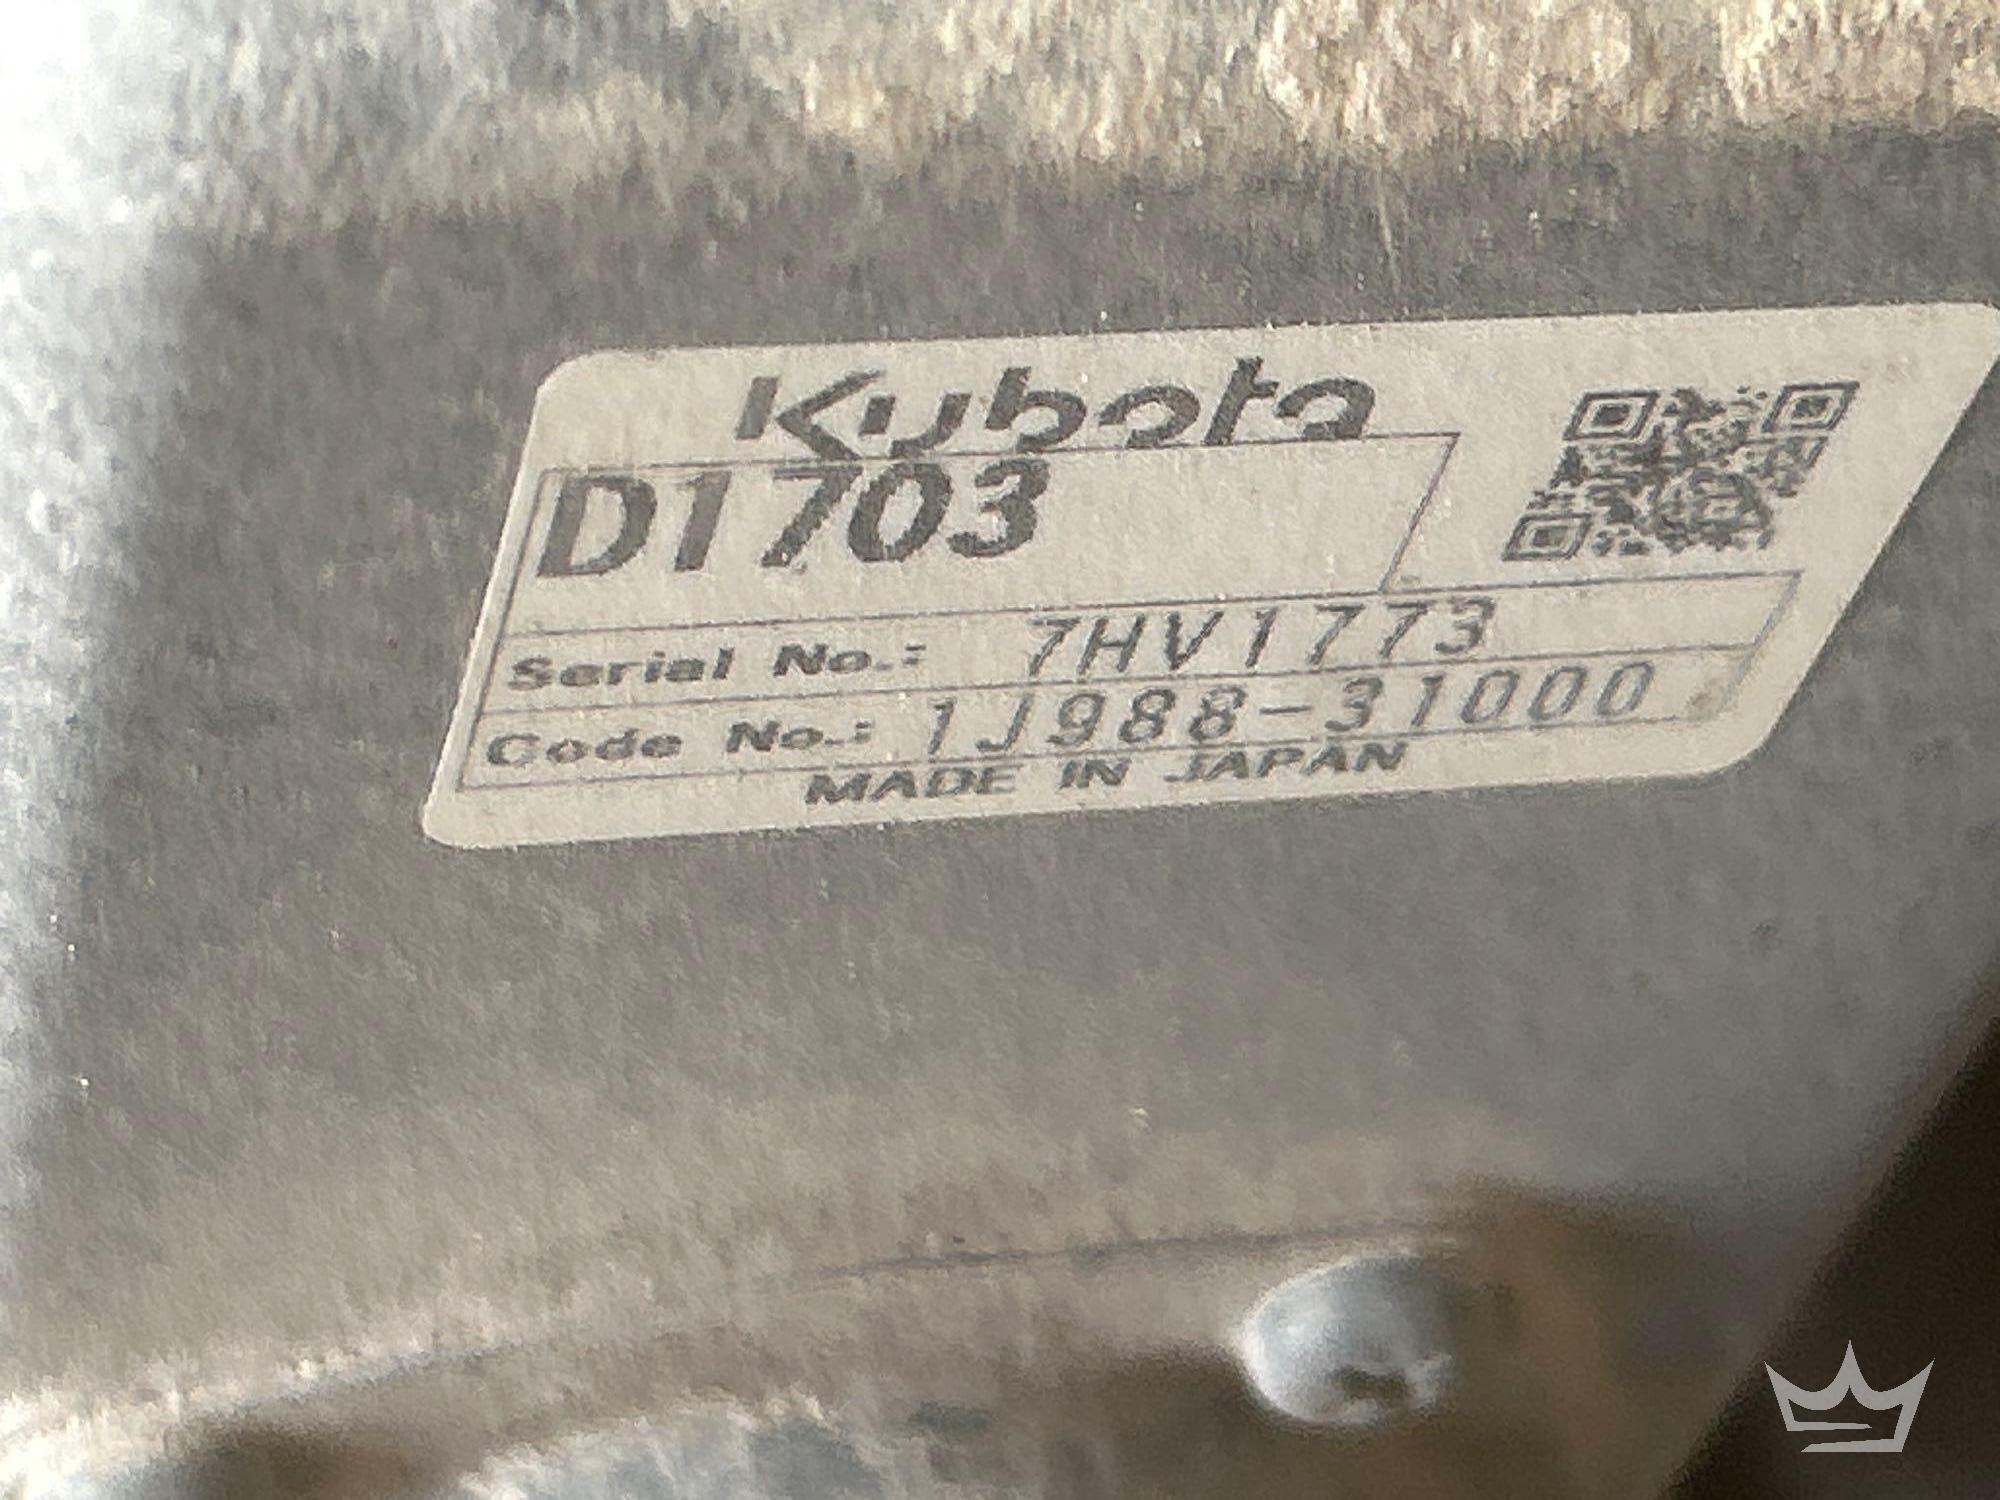 Kubota
D1703
Serial No.: 7HV1773
Code No.: 1J988-31000
MADE IN JAPAN